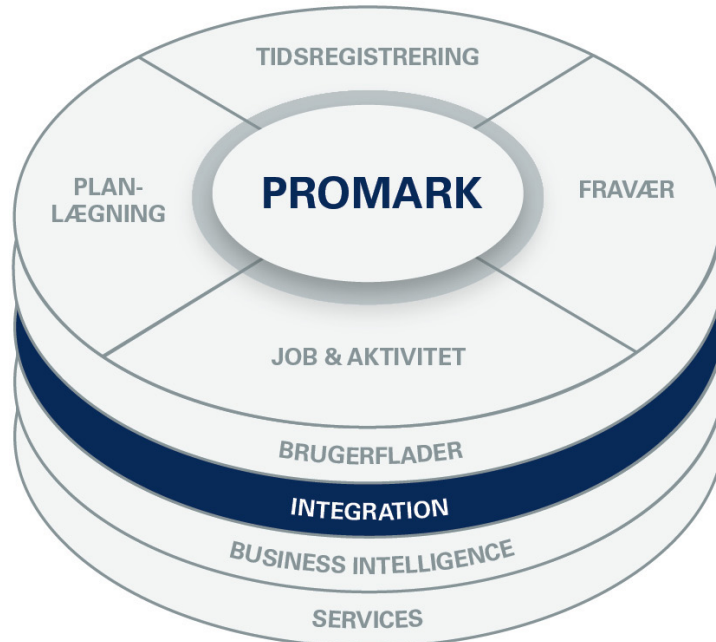 TIDSREGISTRERING
PLAN-
LÆGNING
PROMARK
FRAVÆR
JOB & AKTIVITET
BRUGERFLADER
INTEGRATION
BUSINESS INTELLIGENCE
SERVICES